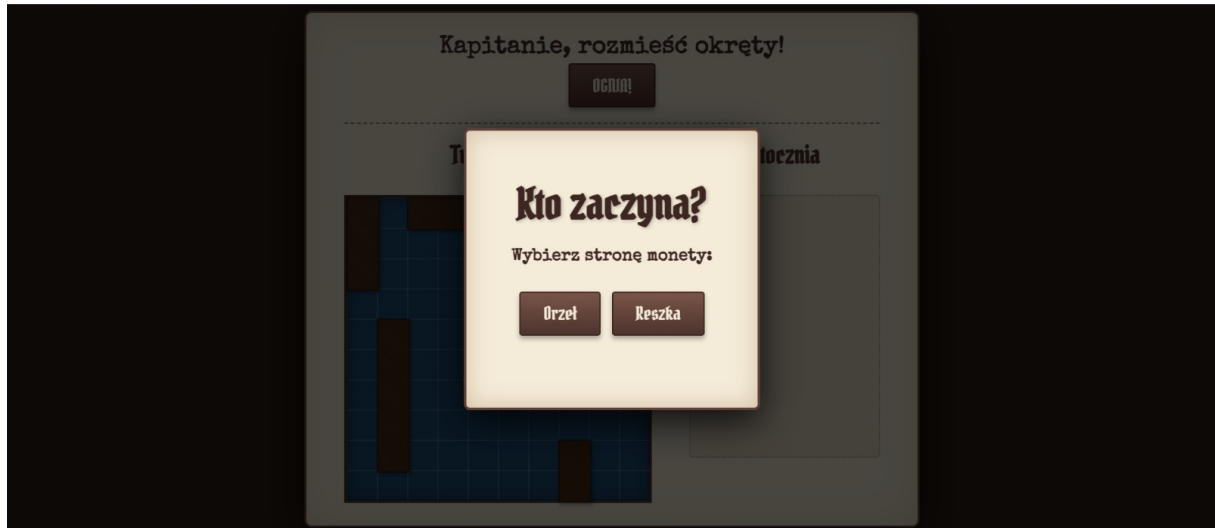 Kapitanie, rozmieść okręty!
OGNIA!
Kto zaczyna?
Wybierz stronę monety:
Orzeł
Reszka